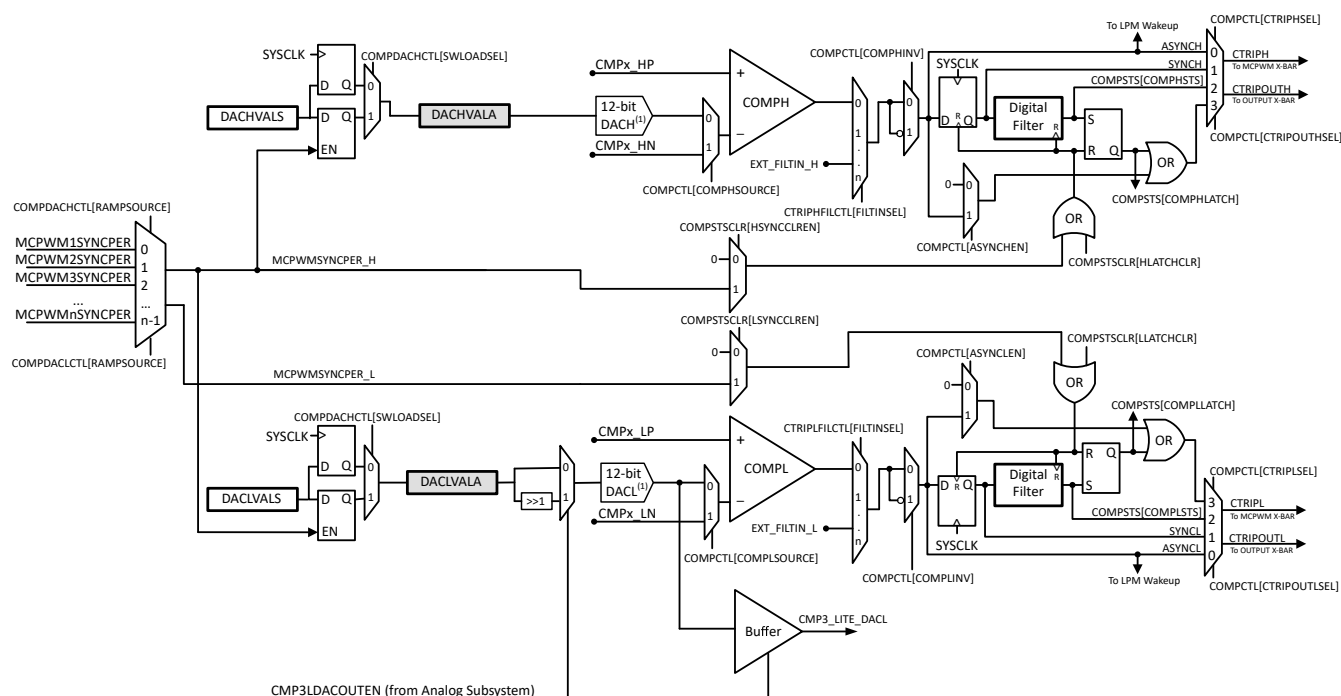 To LPM Wakeup
COMPCTL[CTRIPHSEL]
SYSCLK
COMPDACHCTL[SWLOADSEL]
D Q
0
1
DACHVALS
D Q
EN
DACHVALA
CMPx_HP
12-bit
DACH(1)
CMPx_HN
0
1
COMPCTL[COMPHSOURCE]
+
COMPH
–
COMPCTL[COMPHINV]
0
1
.
.
n
EXT_FILTIN_H
CTRIPHFILCTL[FILTINSEL]
0
1
SYSCLK
D R Q
Digital
Filter
R
ASYNCH
SYNCH
COMPSTS[COMPHSTS]
0
1
2
3
CTRIPH
To MCPWM X-BAR
CTRIPOUTH
To OUTPUT X-BAR
COMPCTL[CTRIPOUTHSEL]
S
R Q
OR
COMPSTS[COMPHLATCH]
0
0
1
COMPCTL[ASYNCHEN]
OR
COMPSTSCLR[HLATCHCLR]
COMPDACHCTL[RAMPSOURCE]
MCPWM1SYNCPER
MCPWM2SYNCPER
MCPWM3SYNCPER
...
MCPWMnSYNCPER
0
1
2
...
n-1
COMPDACLCTL[RAMPSOURCE]
MCPWMSYNCPER_H
COMPSTSCLR[HSYNCCLREN]
0
0
1
COMPSTSCLR[LSYNCCLREN]
0
0
1
MCPWMSYNCPER_L
COMPSTSCLR[LLATCHCLR]
OR
COMPCTL[ASYNCLEN]
0
0
1
COMPSTS[COMPLLATCH]
OR
COMPDACHCTL[SWLOADSEL]
SYSCLK
D Q
0
1
DACLVALS
D Q
EN
DACLVALA
>>1
0
1
CMPx_LP
12-bit
DACL(1)
CMPx_LN
0
1
COMPCTL[COMPLSOURCE]
+
COMPL
–
CTRIPLFILCTL[FILTINSEL]
0
1
.
.
n
EXT_FILTIN_L
0
1
COMPCTL[COMPLINV]
D R Q
SYSCLK
R
Digital
Filter
R Q
S
COMPSTS[COMPLSTS]
SYNCL
ASYNCL
To LPM Wakeup
COMPCTL[CTRIPLSEL]
3
2
1
0
CTRIPL
To MCPWM X-BAR
CTRIPOUTL
To OUTPUT X-BAR
COMPCTL[CTRIPOUTLSEL]
Buffer
CMP3_LITE_DACL
CMP3LDACOUTEN (from Analog Subsystem)